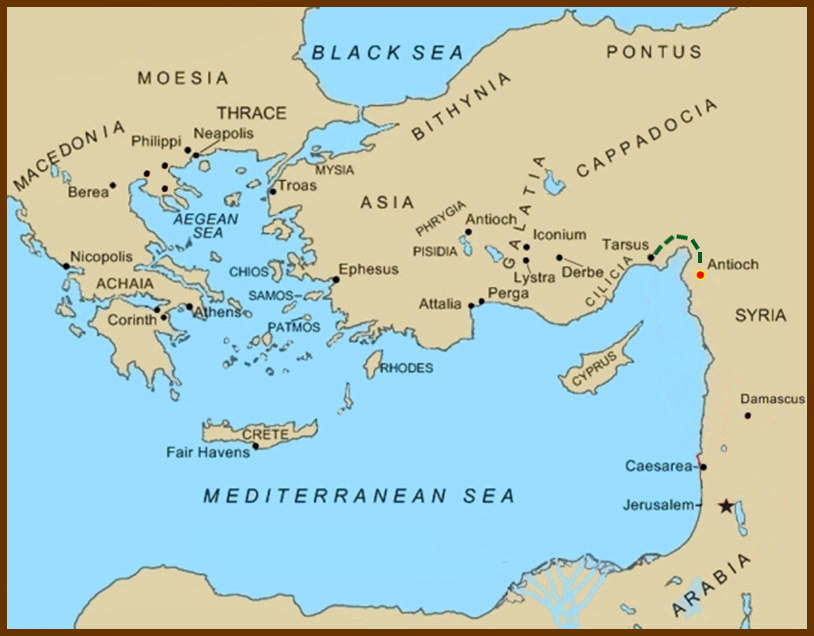 BLACK SEA
PONTUS
MOESIA
BITHYNIA
CAPPADOCIA
THRACE
MACEDONIA
Philippi
Neapolis
MYSIA
Berea
Troas
ASIA
GALATIA
PHRYGIA
Antioch
AEGEAN
SEA
Iconium
Tarsus
PISIDIA
Nicopolis
CHIOS
Ephesus
Lystra
Derbe
CILICIA
Antioch
ACHAIA
SAMOS
Perga
Attalia
Corinth
Athens
PATMOS
SYRIA
RHODES
CYPRUS
Damascus
CRETE
Fair Havens
Caesarea
MEDITERRANEAN SEA
Jerusalem
ARABIA